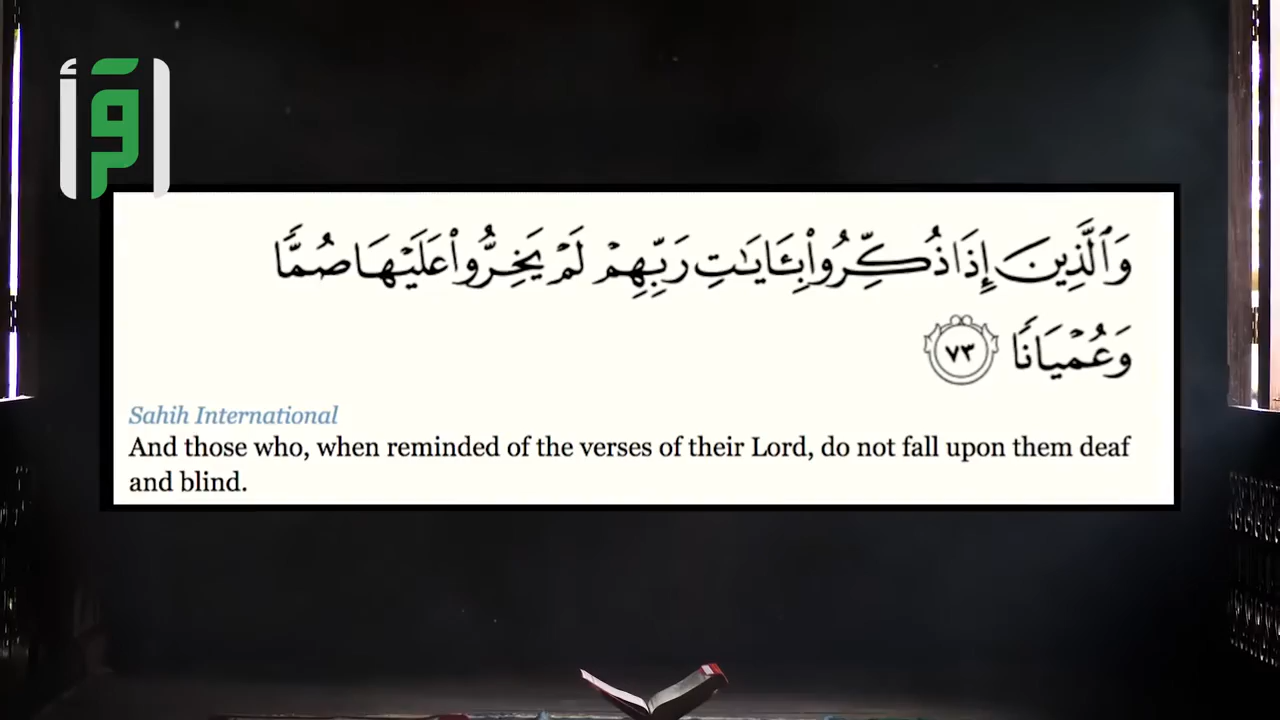 اقرأ
وَٱلَّذِينَ إِذَا ذُكِّرُوا۟ بِـَٔايَـٰتِ رَبِّهِمْ لَمْ يَخِرُّوا۟ عَلَيْهَا صُمًّا
وَعُمْيَانًا ٧٣
Sahih International
And those who, when reminded of the verses of their Lord, do not fall upon them deaf
and blind.